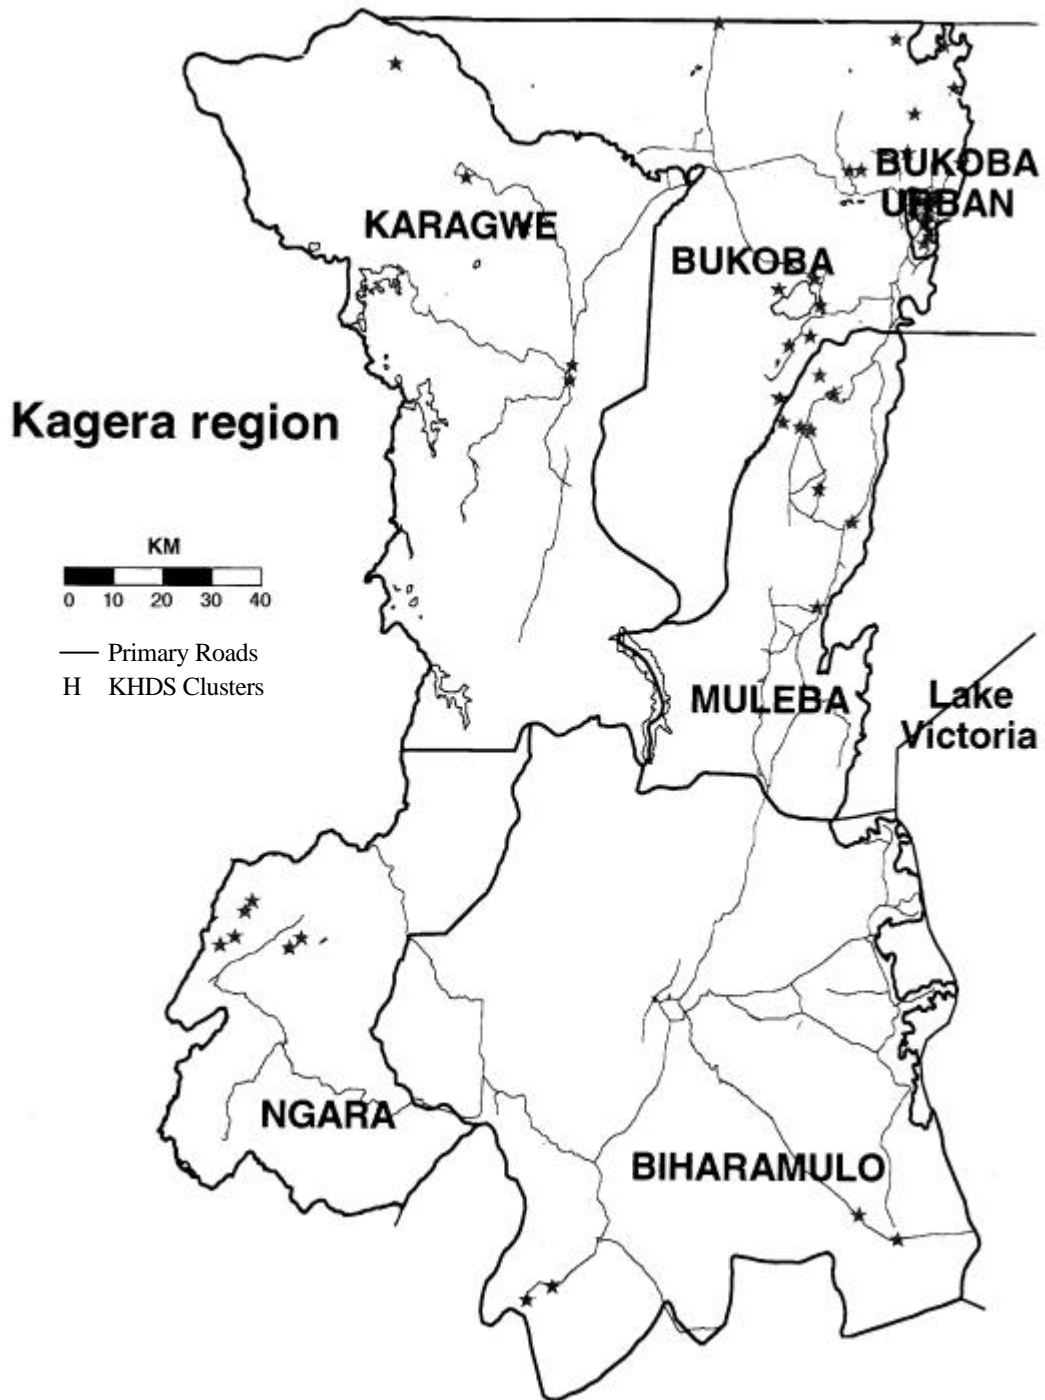 BUKOBA
URBAN
KARAGWE
BUKOBA
Kagera region
KM
0 10 20 30 40
Primary Roads
H KHDS Clusters
MULEBA
Lake
Victoria
NGARA
BIHARAMULO